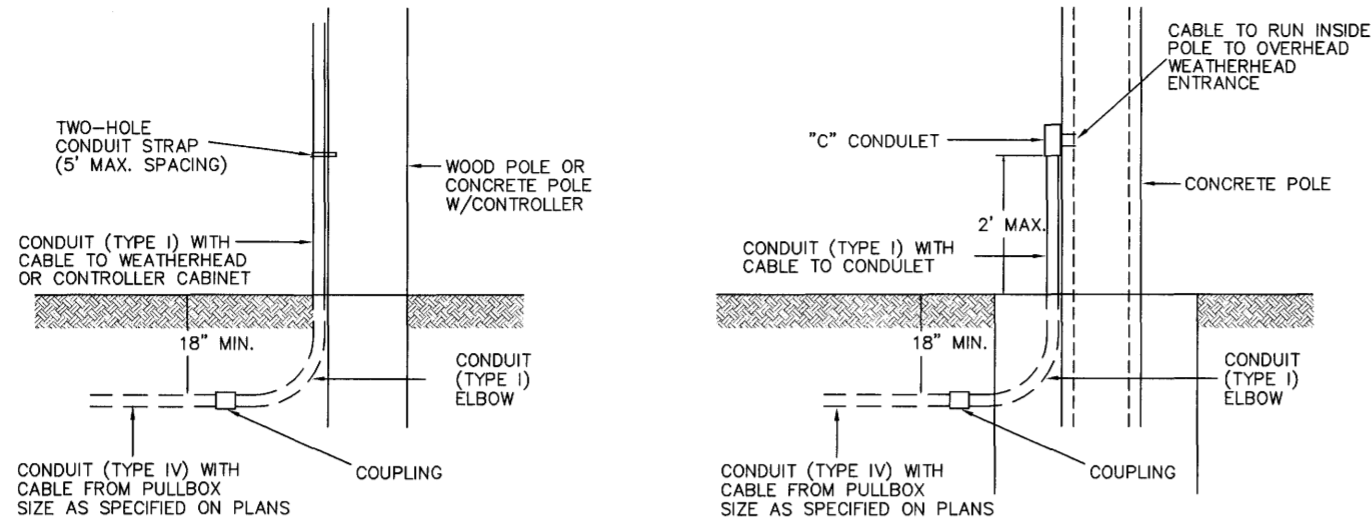 TWO-HOLE
CONDUIT STRAP
(5' MAX. SPACING)
WOOD POLE OR
CONCRETE POLE
W/CONTROLLER
CONDUIT (TYPE I) WITH
CABLE TO WEATHERHEAD
OR CONTROLLER CABINET
18" MIN.
CONDUIT
(TYPE I)
ELBOW
CONDUIT (TYPE IV) WITH
CABLE FROM PULLBOX
SIZE AS SPECIFIED ON PLANS
COUPLING
CABLE TO RUN INSIDE
POLE TO OVERHEAD
WEATHERHEAD
ENTRANCE
"C" CONDULET
CONCRETE POLE
2' MAX.
CONDUIT (TYPE I) WITH
CABLE TO CONDULET
18" MIN.
CONDUIT
(TYPE I)
ELBOW
CONDUIT (TYPE IV) WITH
CABLE FROM PULLBOX
SIZE AS SPECIFIED ON PLANS
COUPLING